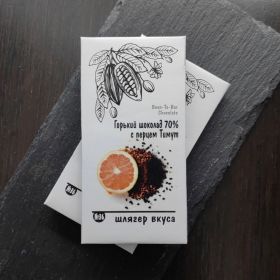 Bean-To-Bar
Chocolate
Горький шоколад 70%
с перцем Тимут
шлягер вкуса